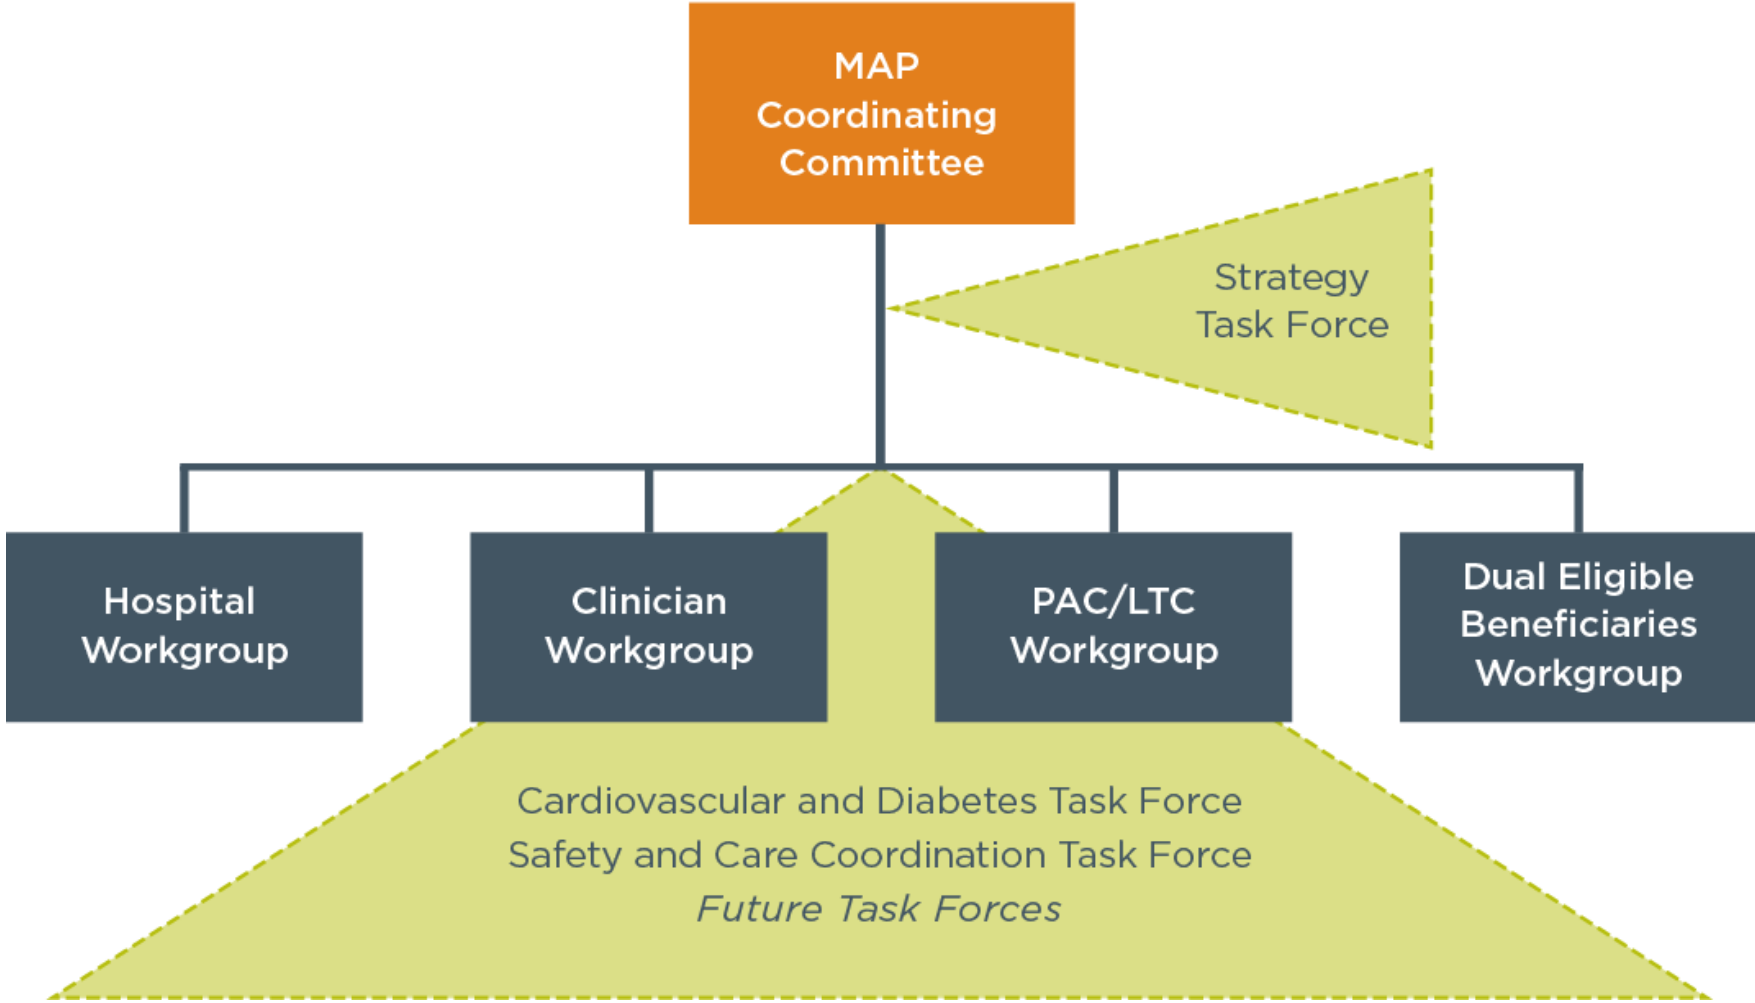 MAP
Coordinating
Committee
Strategy
Task Force
Hospital
Workgroup
Clinician
Workgroup
PAC/LTC
Workgroup
Dual Eligible
Beneficiaries
Workgroup
Cardiovascular and Diabetes Task Force
Safety and Care Coordination Task Force
Future Task Forces